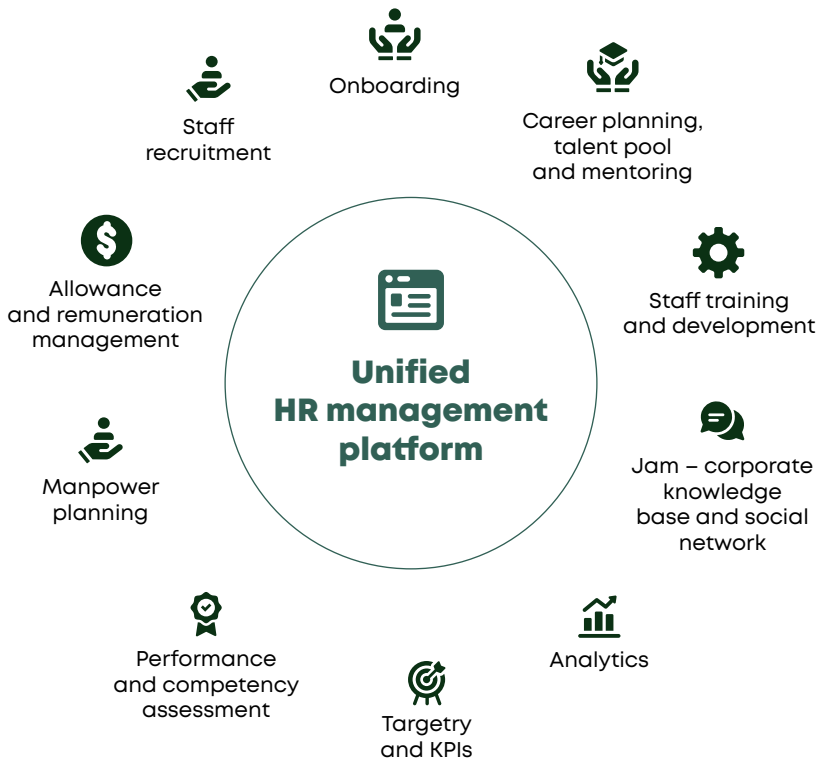 Onboarding
Staff
recruitment
Career planning,
talent pool
and mentoring
Allowance
and remuneration
management
Staff training
and development
Unified
HR management
platform
Manpower
planning
Jam – corporate
knowledge
base and social
network
Performance
and competency
assessment
Targetry
and KPIs
Analytics